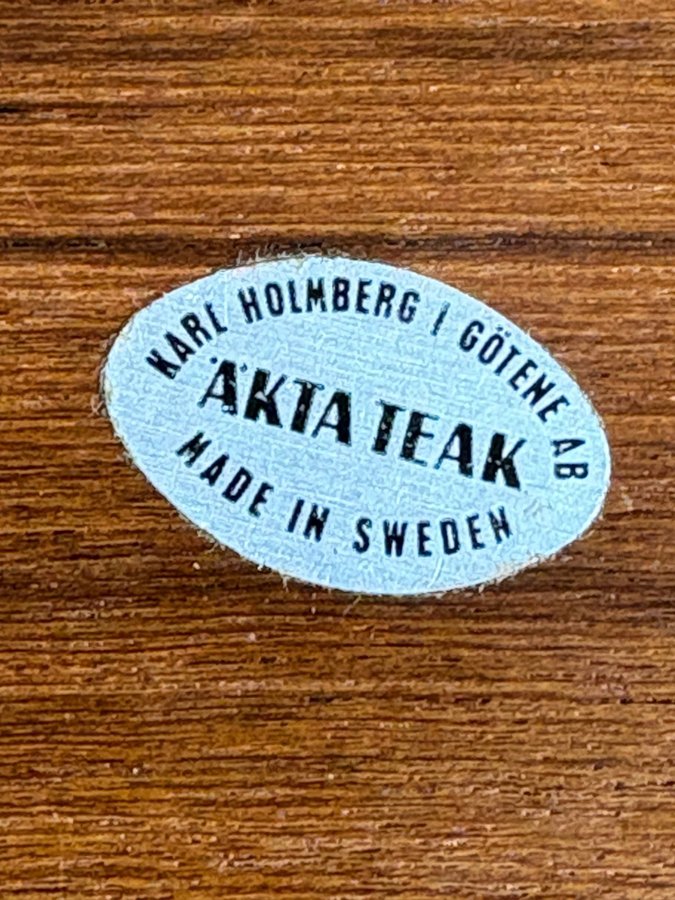 KARL HOLMBERG I GÖTENE AB
ÄKTA TEAK
MADE IN SWEDEN